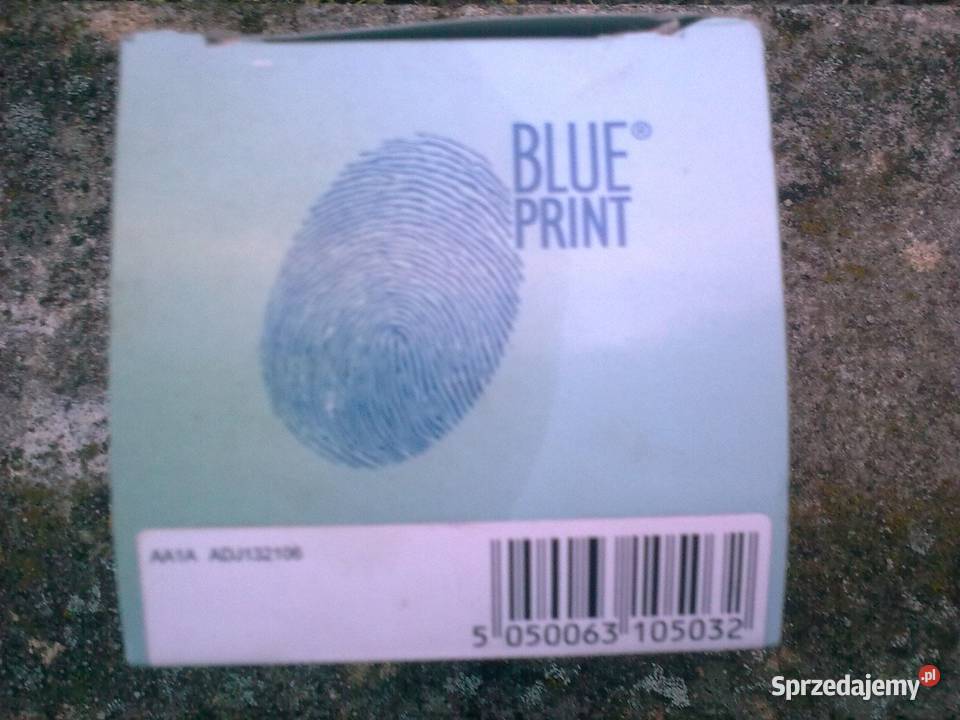 BLUE®
PRINT
AA1A ADJ132106
5 050063 105032
Sprzedajemy.pl